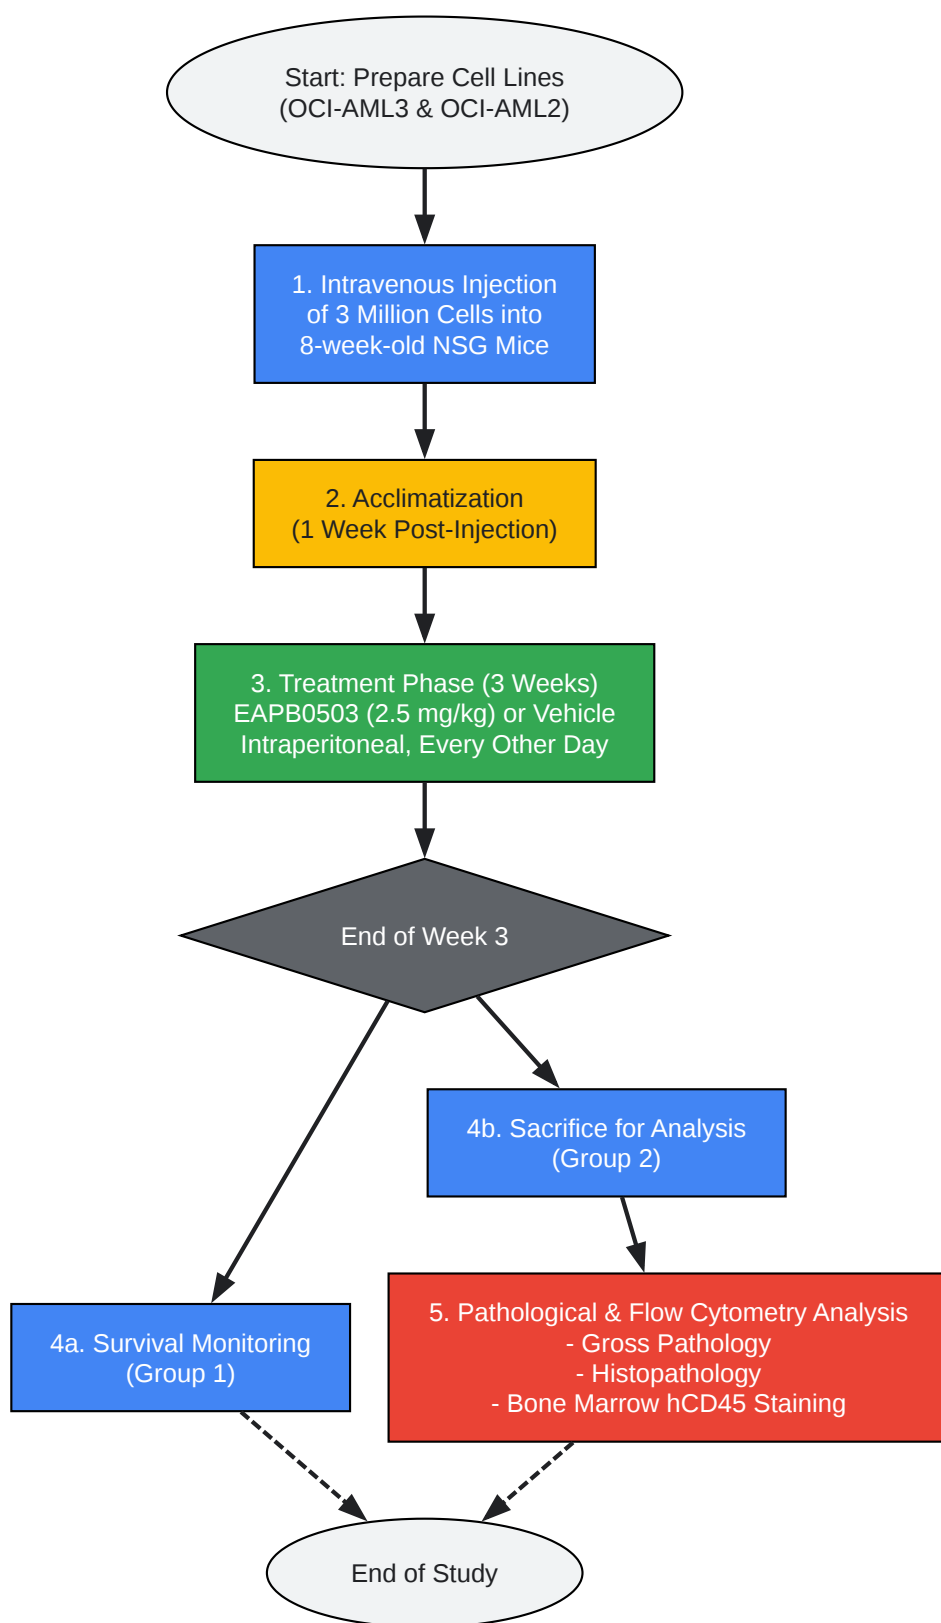 Start: Prepare Cell Lines
(OCI-AML3 & OCI-AML2)
1. Intravenous Injection
of 3 Million Cells into
8-week-old NSG Mice
2. Acclimatization
(1 Week Post-Injection)
3. Treatment Phase (3 Weeks)
EAPB0503 (2.5 mg/kg) or Vehicle
Intraperitoneal, Every Other Day
End of Week 3
4b. Sacrifice for Analysis
(Group 2)
4a. Survival Monitoring
(Group 1)
5. Pathological & Flow Cytometry Analysis
- Gross Pathology
- Histopathology
- Bone Marrow hCD45 Staining
End of Study